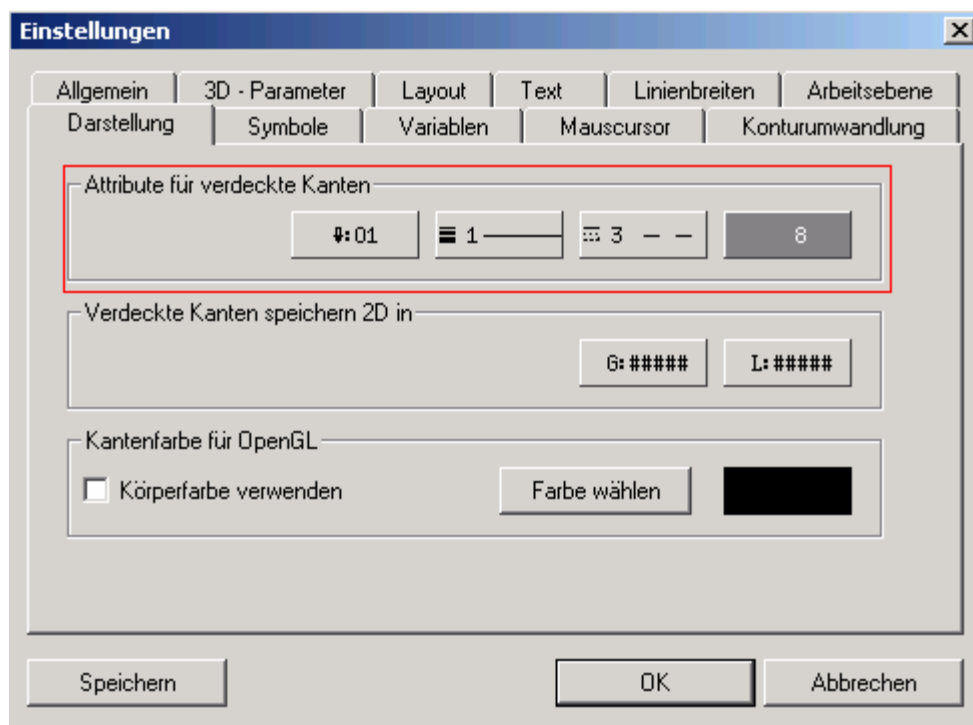 Einstellungen
Allgemein 3D - Parameter Layout Text Linienbreiten Arbeitsebene
Darstellung Symbole Variablen Mauscursor Konturumwandlung
Attribute für verdeckte Kanten
:01 1 3 8
Verdeckte Kanten speichern 2D in
G:##### L:#####
Kantenfarbe für OpenGL
Körperfarbe verwenden Farbe wählen
Speichern OK Abbrechen